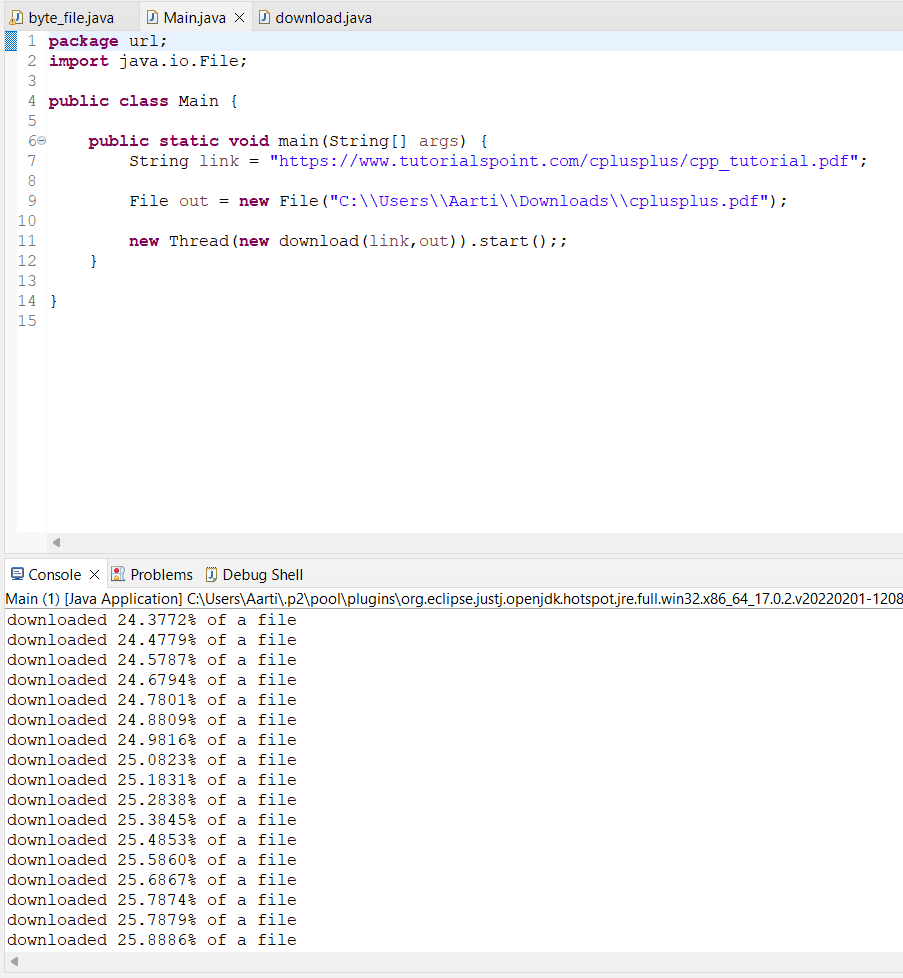 byte_file.java Main.java download.java
1 package url;
2 import java.io.File;
3
4 public class Main {
5
6 public static void main(String[] args) {
7 String link = "https://www.tutorialspoint.com/cplusplus/cpp_tutorial.pdf";
8
9 File out = new File("C:\\Users\\Aarti\\Downloads\\cplusplus.pdf");
10
11 new Thread(new download(link,out)).start();;
12 }
13
14 }
15
Console Problems Debug Shell
Main (1) [Java Application] C:\Users\Aarti\.p2\pool\plugins\org.eclipse.justj.openjdk.hotspot.jre.full.win32.x86_64_17.0.2.v20220201-1208
downloaded 24.3772% of a file
downloaded 24.4779% of a file
downloaded 24.5787% of a file
downloaded 24.6794% of a file
downloaded 24.7801% of a file
downloaded 24.8809% of a file
downloaded 24.9816% of a file
downloaded 25.0823% of a file
downloaded 25.1831% of a file
downloaded 25.2838% of a file
downloaded 25.3845% of a file
downloaded 25.4853% of a file
downloaded 25.5860% of a file
downloaded 25.6867% of a file
downloaded 25.7874% of a file
downloaded 25.7879% of a file
downloaded 25.8886% of a file